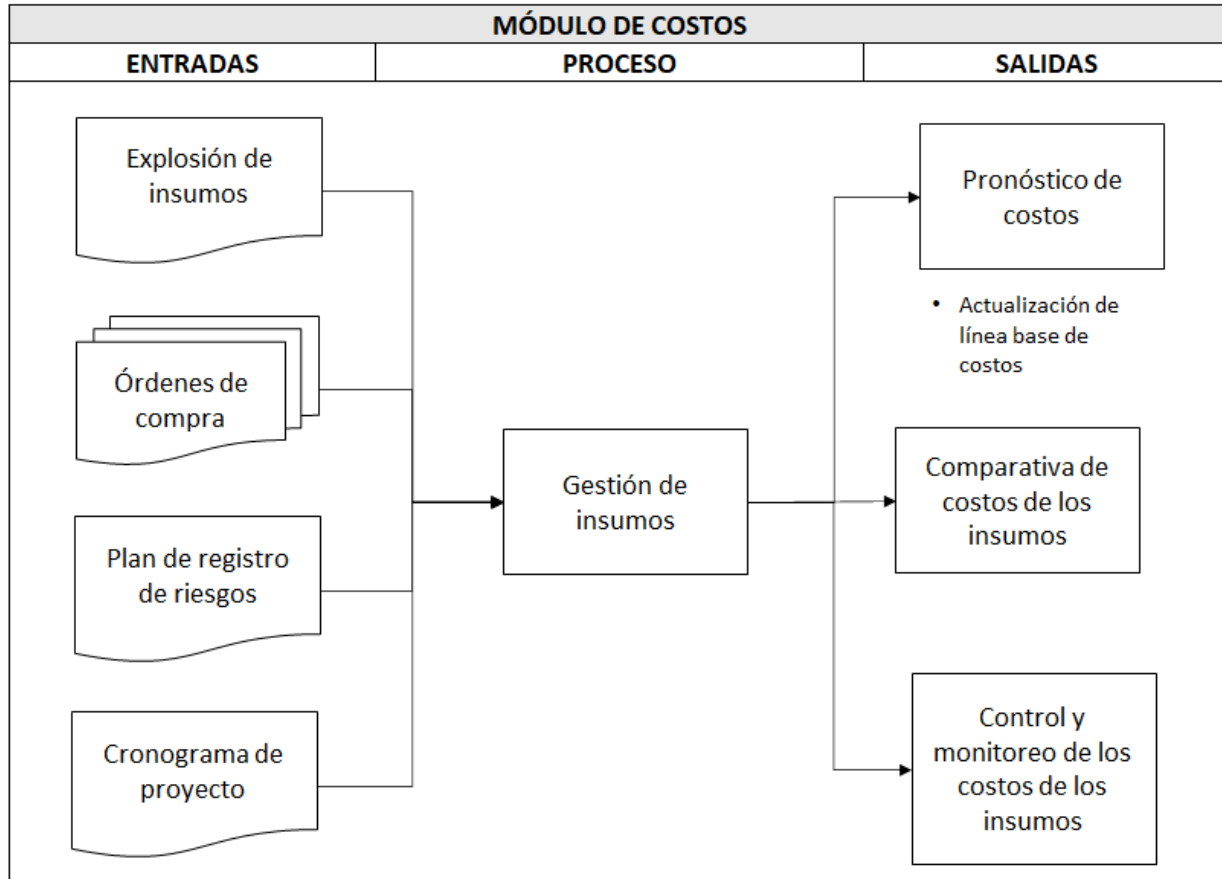 MÓDULO DE COSTOS
ENTRADAS
PROCESO
SALIDAS
Explosión de
insumos
Órdenes de
compra
Plan de registro
de riesgos
Cronograma de
proyecto
Gestión de
insumos
Pronóstico de
costos
• Actualización de
línea base de
costos
Comparativa de
costos de los
insumos
Control y
monitoreo de los
costos de los
insumos